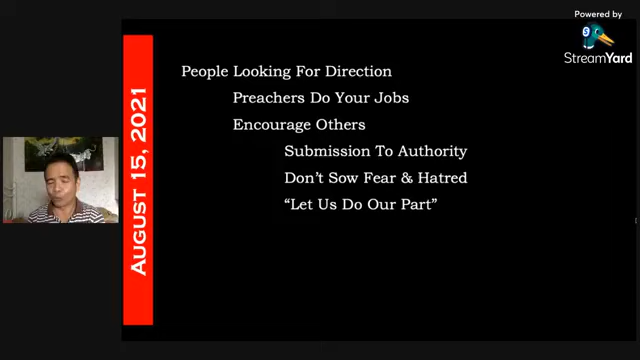 Powered by
StreamYard
People Looking For Direction
Preachers Do Your Jobs
Encourage Others
Submission To Authority
Don't Sow Fear & Hatred
“Let Us Do Our Part”
AUGUST 15, 2021